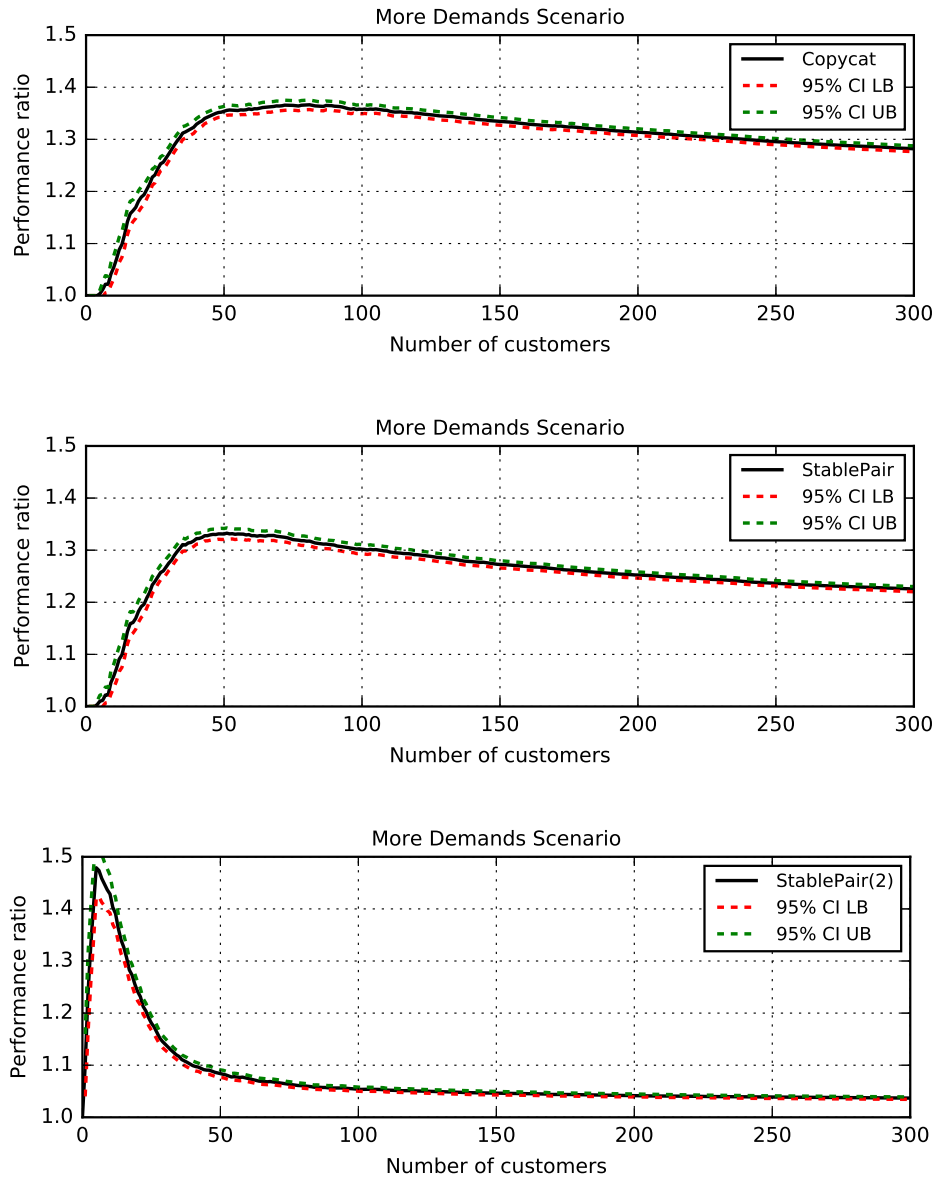 More Demands Scenario
1.5
1.4
1.3
1.2
1.1
1.0
Performance ratio
Copycat
95% CI LB
95% CI UB
0 50 100 150 200 250 300
Number of customers
More Demands Scenario
1.5
1.4
1.3
1.2
1.1
1.0
Performance ratio
StablePair
95% CI LB
95% CI UB
0 50 100 150 200 250 300
Number of customers
More Demands Scenario
1.5
1.4
1.3
1.2
1.1
1.0
Performance ratio
StablePair(2)
95% CI LB
95% CI UB
0 50 100 150 200 250 300
Number of customers